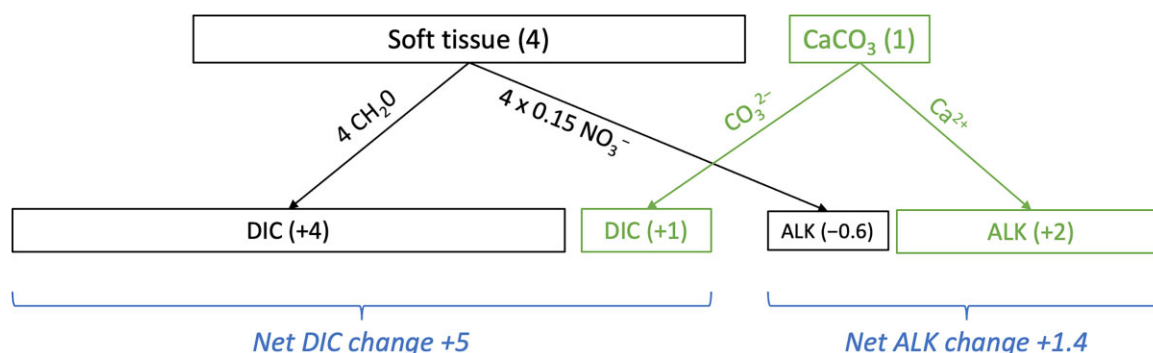 Soft tissue (4)
CaCO₃ (1)
4 CH₂0
4 x 0.15 NO₃⁻
CO₃²⁻
Ca²⁺
DIC (+4)
DIC (+1)
ALK (−0.6)
ALK (+2)
Net DIC change +5
Net ALK change +1.4